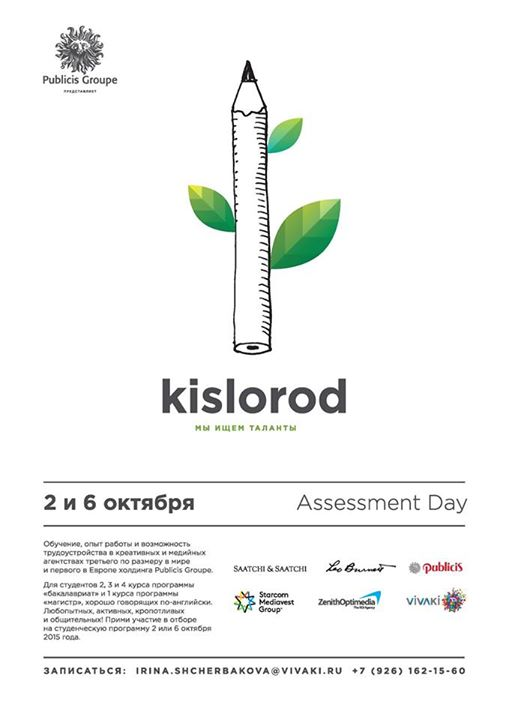 Publicis Groupe
ПРЕДСТАВЛЯЕТ
kislorod
МЫ ИЩЕМ ТАЛАНТЫ
2 и 6 октября
Assessment Day
Обучение, опыт работы и возможность
трудоустройства в креативных и медийных
агентствах третьего по размеру в мире
и первого в Европе холдинга Publicis Groupe.
Для студентов 2, 3 и 4 курса программы
«бакалавриат» и 1 курса программы
«магистр», хорошо говорящих по-английски.
Любопытных, активных, кропотливых
и общительных! Прими участие в отборе
на студенческую программу 2 или 6 октября
2015 года.
SAATCHI & SAATCHI
Leo Burnett
Publicis
Starcom
Mediavest
Group
ZenithOptimedia
The ROI Agency
VIVAKI
ЗАПИСАТЬСЯ: IRINA.SHCHERBAKOVA@VIVAKI.RU +7 (926) 162-15-60